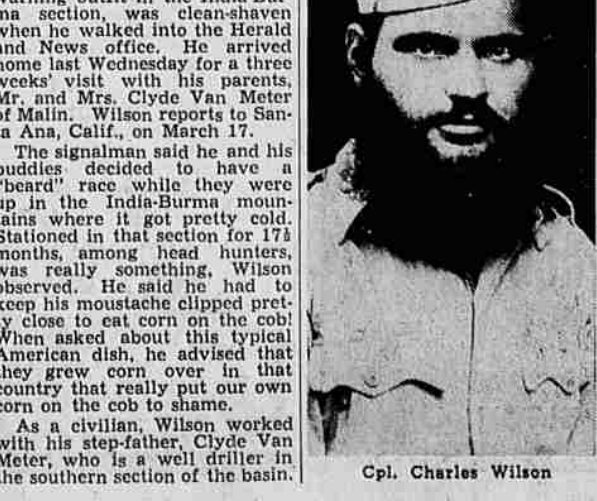 warning outfit in the India-Bur-
ma section, was clean-shaven
when he walked into the Herald
and News office. He arrived
home last Wednesday for a three
weeks' visit with his parents,
Mr. and Mrs. Clyde Van Meter
of Malin. Wilson reports to San-
ta Ana, Calif., on March 17.
The signalman said he and his
buddies decided to have a
"beard" race while they were
up in the India-Burma moun-
tains where it got pretty cold.
Stationed in that section for 17½
months, among head hunters,
was really something, Wilson
observed. He said he had to
keep his moustache clipped pret-
ty close to eat corn on the cob!
When asked about this typical
American dish, he advised that
they grew corn over in that
country that really put our own
corn on the cob to shame.
As a civilian, Wilson worked
with his step-father, Clyde Van
Meter, who is a well driller in
the southern section of the basin.
Cpl. Charles Wilson